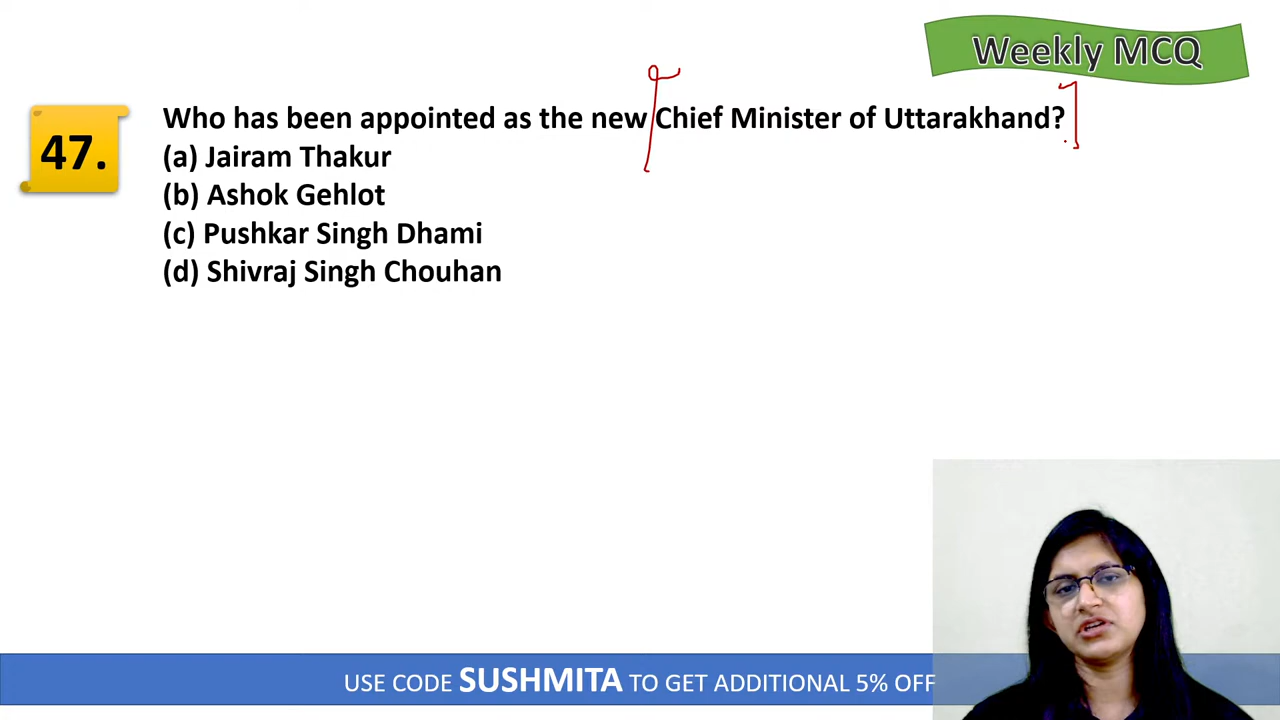 Weekly MCQ
47.
Who has been appointed as the new Chief Minister of Uttarakhand?
(a) Jairam Thakur
(b) Ashok Gehlot
(c) Pushkar Singh Dhami
(d) Shivraj Singh Chouhan
USE CODE SUSHMITA TO GET ADDITIONAL 5% OFF